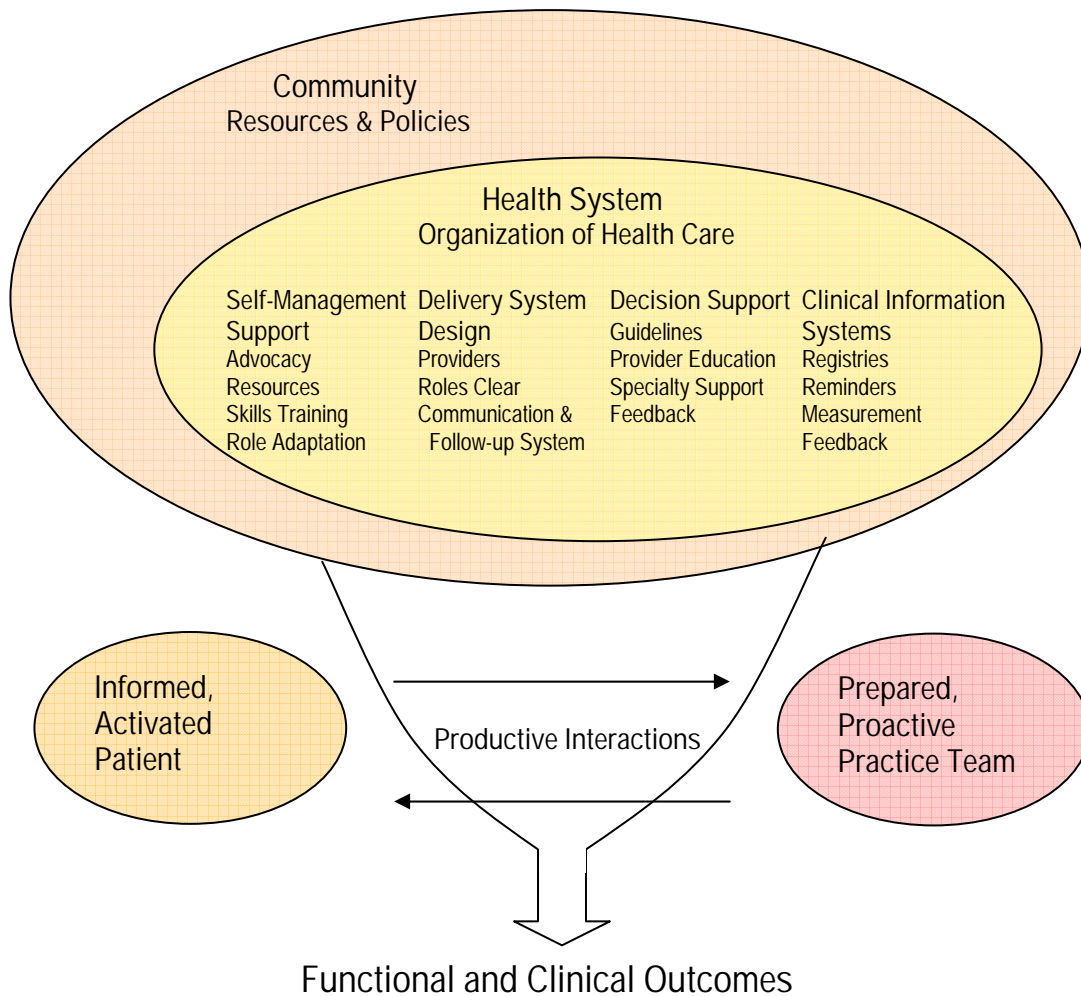 Community
Resources & Policies
Health System
Organization of Health Care
Self-Management
Support
Advocacy
Resources
Skills Training
Role Adaptation
Delivery System
Design
Providers
Roles Clear
Communication &
Follow-up System
Decision Support
Guidelines
Provider Education
Specialty Support
Feedback
Clinical Information
Systems
Registries
Reminders
Measurement
Feedback
Informed,
Activated
Patient
Productive Interactions
Prepared,
Proactive
Practice Team
Functional and Clinical Outcomes